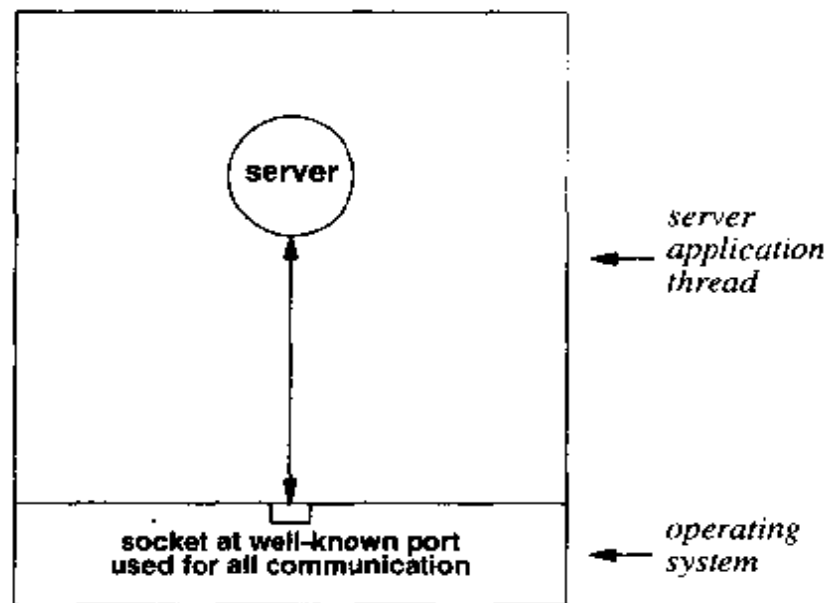 server
server
application
thread
socket at well-known port
used for all communication
operating
system